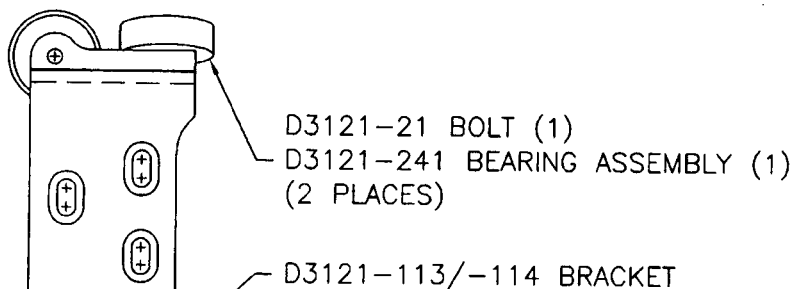 D3121-21 BOLT (1)
D3121-241 BEARING ASSEMBLY (1)
(2 PLACES)
D3121-113/-114 BRACKET